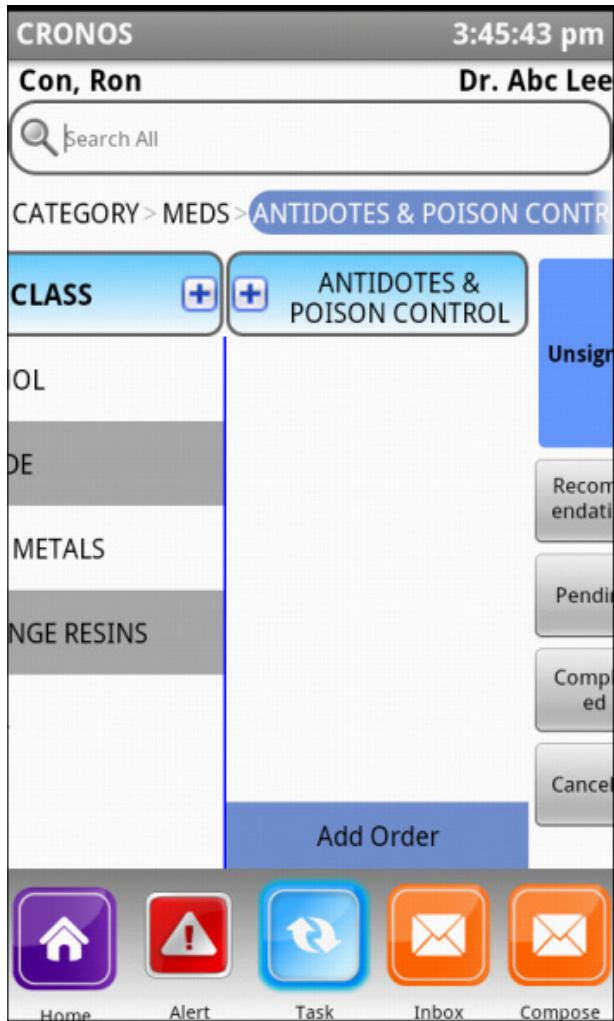 CRONOS 3:45:43 pm
Con, Ron Dr. Abc Lee
Search All
CATEGORY > MEDS > ANTIDOTES & POISON CONTR
CLASS
ANTIDOTES &
POISON CONTROL
IOL
DE
METALS
NGE RESINS
Unsign
Recom
endati
Pendin
Compl
ed
Cancel
Add Order
Home Alert Task Inbox Compose